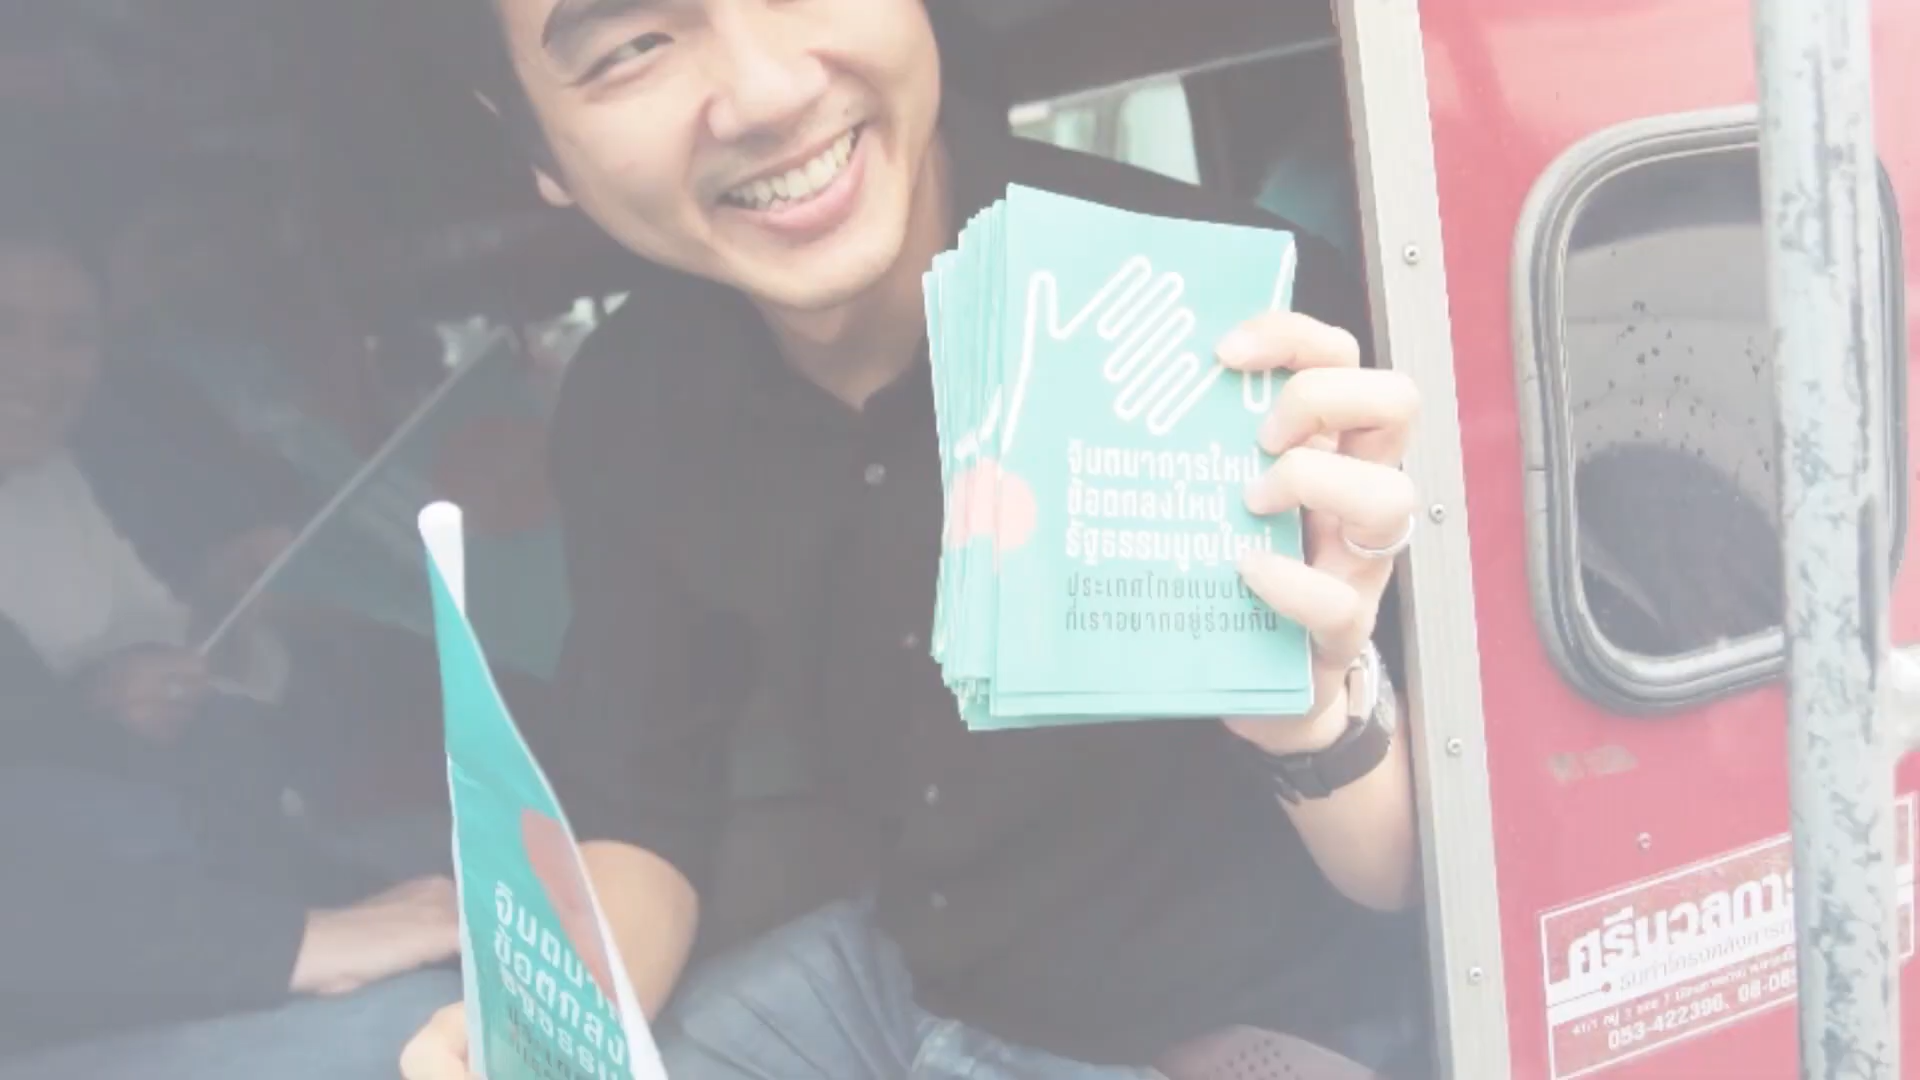 จินตนาการใหม่
ข้อตกลงใหม่
รัฐธรรมนูญใหม่
ประเทศไทยแบบ
ที่เราอยากอยู่ร่วมกัน
จินตนา
ข้อตกลง
ศรีนวลการ
053-422396, 08-08